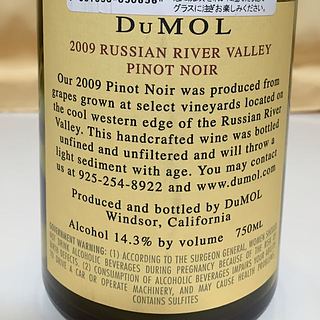 グラスに注ぎお楽しみください。
DuMOL
2009 RUSSIAN RIVER VALLEY
PINOT NOIR
Our 2009 Pinot Noir was produced from
grapes grown at select vineyards located on
the cool western edge of the Russian River
Valley. This handcrafted wine was bottled
unfined and unfiltered and will throw a
light sediment with age. You may contact
us at 925-254-8922 and www.dumol.com
Produced and bottled by DuMOL
Windsor, California
Alcohol 14.3% by volume 750ML
GOVERNMENT WARNING: (1) ACCORDING TO THE SURGEON GENERAL, WOMEN SHOULD
NOT DRINK ALCOHOLIC BEVERAGES DURING PREGNANCY BECAUSE OF THE RISK OF
BIRTH DEFECTS. (2) CONSUMPTION OF ALCOHOLIC BEVERAGES IMPAIRS YOUR ABILITY
TO DRIVE A CAR OR OPERATE MACHINERY, AND MAY CAUSE HEALTH PROBLEMS.
CONTAINS SULFITES